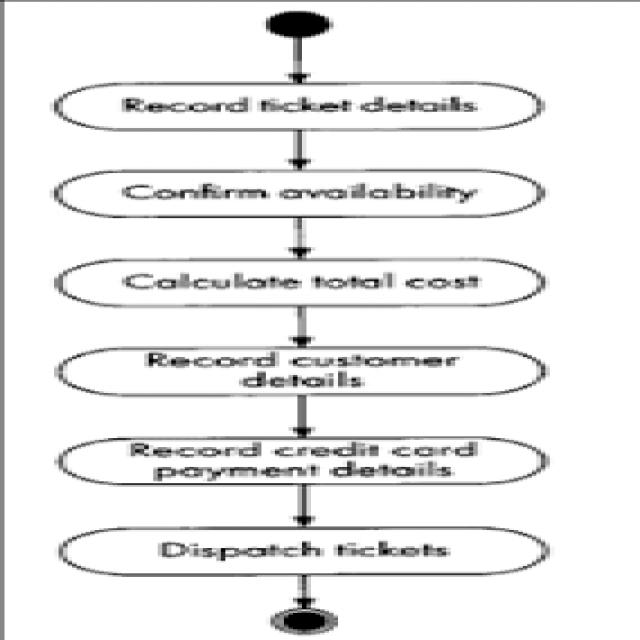 Record ticket details
Confirm availability
Calculate total cost
Record customer
details
Record credit card
payment details
Dispatch tickets